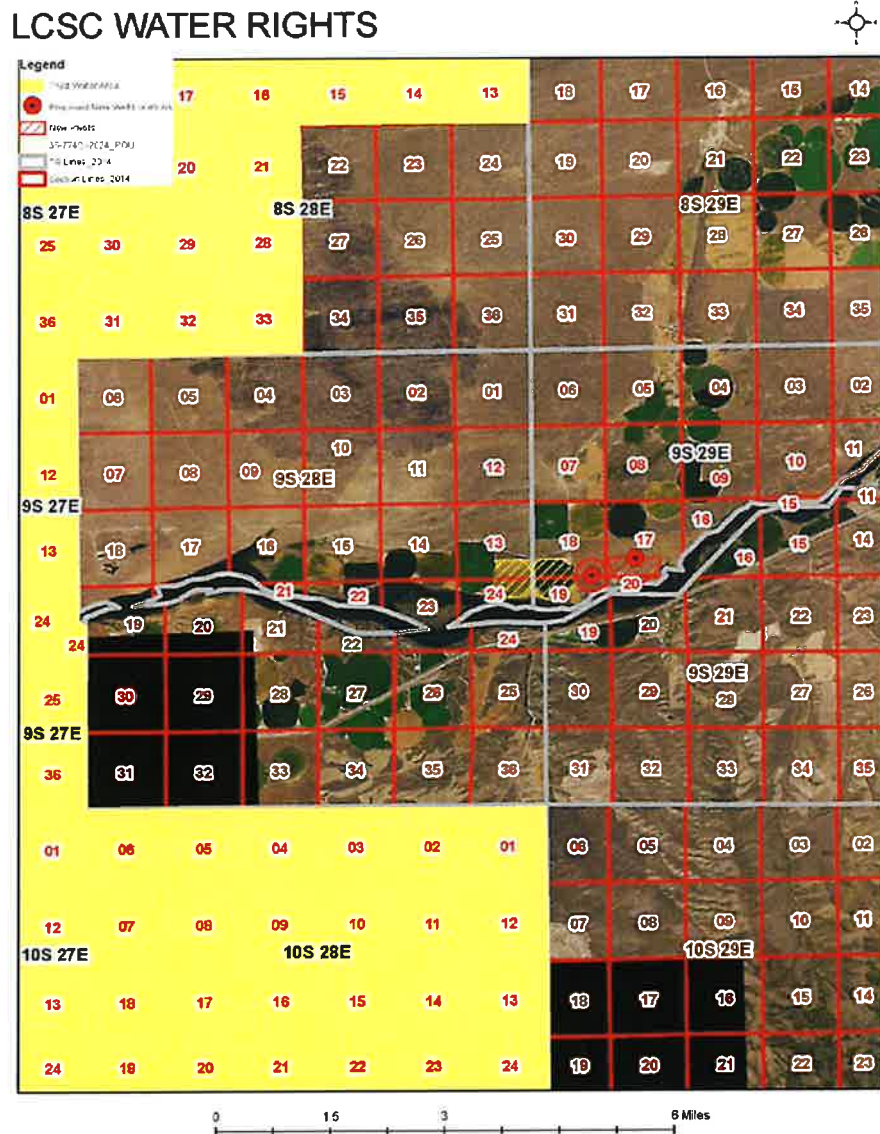 LCSC WATER RIGHTS
Legend
New Pivots
Section Lines_2014
17 16 15 14 13 18 17 16 15 14
20 21 22 23 24 19 20 21 22 23
8S 27E 8S 28E 8S 29E
25 30 29 28 27 26 25 30 29 28 27 26
36 31 32 33 34 35 36 31 32 33 34 35
01 06 05 04 03 02 01 06 05 04 03 02
10 11
12 07 08 09 9S 28E 11 12 07 08 9S 29E 09 10
9S 27E 16 15 11
13 18 17 16 15 14 13 18 17 16 15 14
21 22 23 24 19 20
24 19 20 21 24 19 20 21 22 23
24 22
25 30 29 28 27 26 25 30 29 9S 29E 28 27 26
9S 27E
36 31 32 33 34 35 36 31 32 33 34 35
01 06 05 04 03 02 01 06 05 04 03 02
12 07 08 09 10 11 12 07 08 09 10 11
10S 27E 10S 28E 10S 29E
13 18 17 16 15 14 13 18 17 16 15 14
24 19 20 21 22 23 24 19 20 21 22 23
0 1.5 3 6 Miles